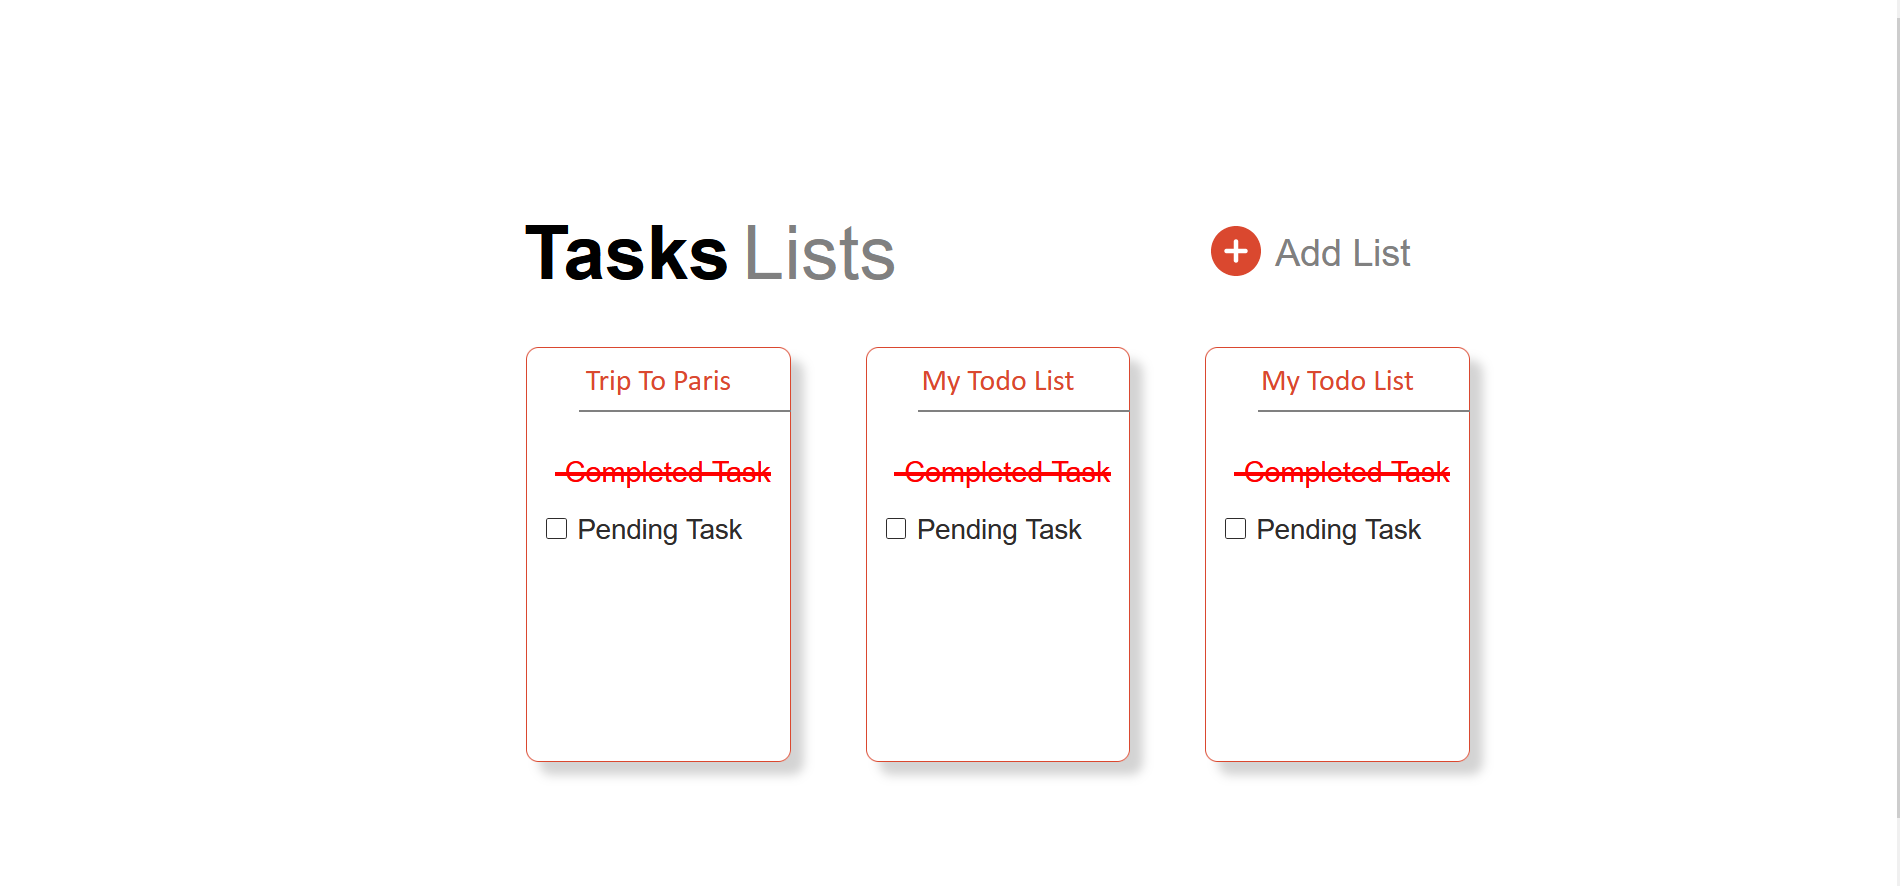 Tasks Lists
Add List
Trip To Paris
Completed Task
Pending Task
My Todo List
Completed Task
Pending Task
My Todo List
Completed Task
Pending Task